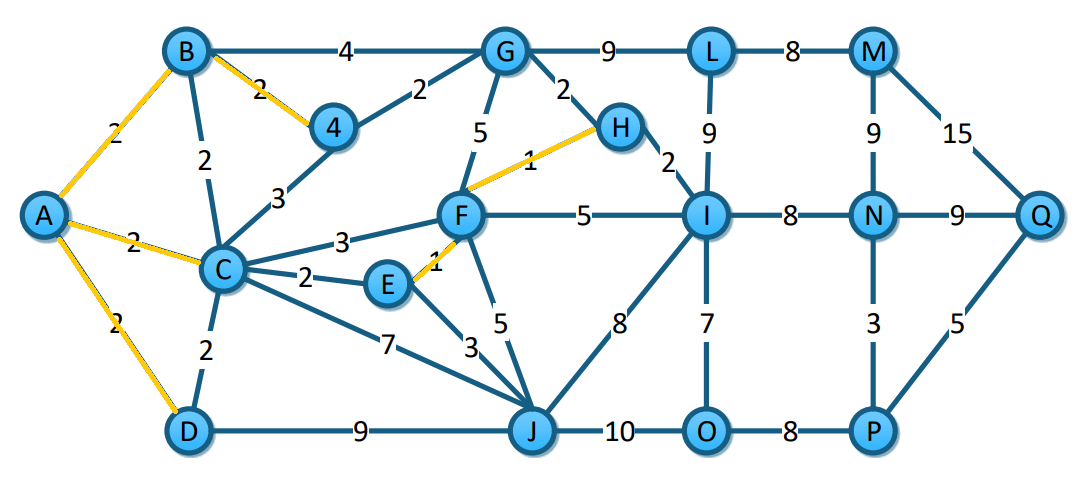 B 4 G 9 L 8 M
2 2 2
4 H
2 2 5 1 2 9 9 15
3
A F 5 I 8 N 9 Q
2 3
C 2 E 1
2 5 8 7 3 5
2 7 3
D 9 J 10 O 8 P